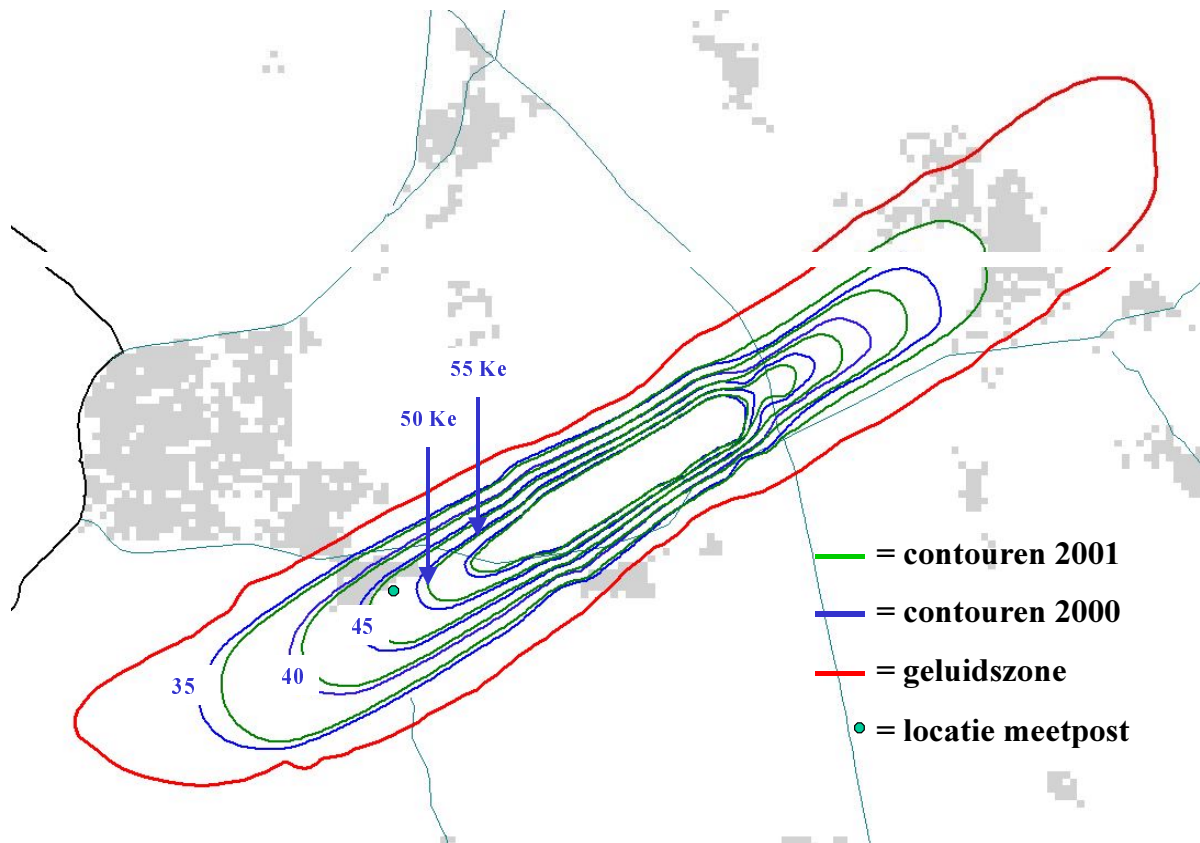 55 Ke
50 Ke
45
40
35
= contouren 2001
= contouren 2000
= geluidszone
= locatie meetpost